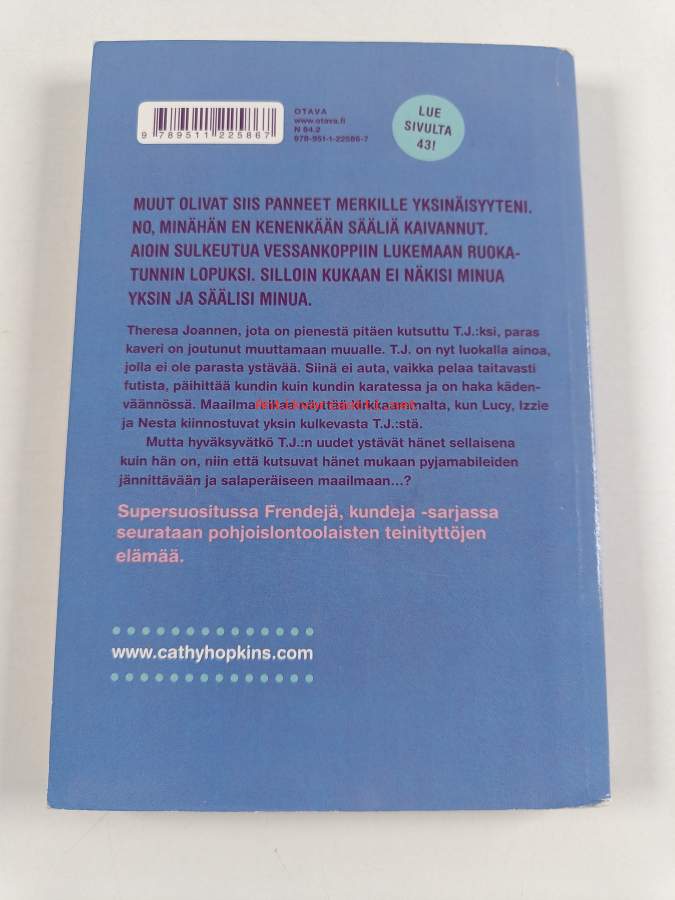 OTAVA
www.otava.fi
N 84.2
978-951-1-22586-7
9 789511 225867
LUE
SIVULTA
43!
MUUT OLIVAT SIIS PANNEET MERKILLE YKSINÄISYYTENI.
NO, MINÄHÄN EN KENENKÄÄN SÄÄLIÄ KAIVANNUT.
AIOIN SULKEUTUA VESSANKOPPIIN LUKEMAAN RUOKA-
TUNNIN LOPUKSI. SILLOIN KUKAAN EI NÄKISI MINUA
YKSIN JA SÄÄLISI MINUA.
Theresa Joannen, jota on pienestä pitäen kutsuttu T.J.:ksi, paras
kaveri on joutunut muuttamaan muualle. T.J. on nyt luokalla ainoa,
jolla ei ole parasta ystävää. Siinä ei auta, vaikka pelaa taitavasti
futista, päihittää kundin kuin kundin karatessa ja on haka käden-
väännössä. Maailma alkaa näyttää kirkkaammalta, kun Lucy, Izzie
ja Nesta kiinnostuvat yksin kulkevasta T.J:stä.
Mutta hyväksyvätkö T.J.:n uudet ystävät hänet sellaisena
kuin hän on, niin että kutsuvat hänet mukaan pyjamabileiden
jännittävään ja salaperäiseen maailmaan...?
Supersuositussa Frendejä, kundeja -sarjassa
seurataan pohjoislontoolaisten teinityttöjen
elämää.
www.cathyhopkins.com